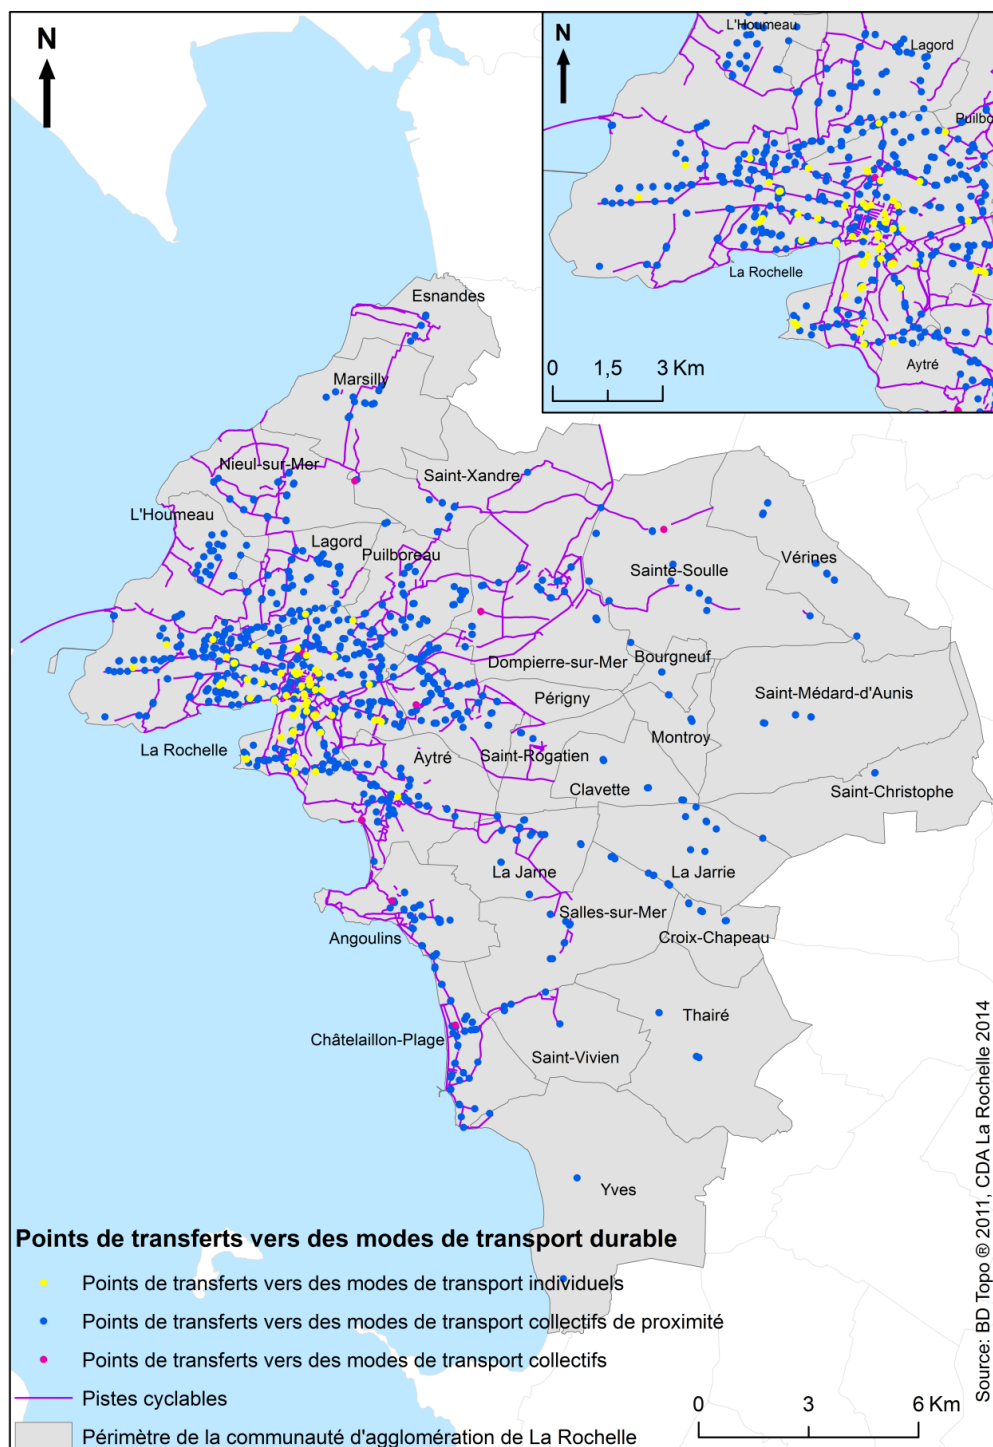 N
N
L'Houmeau
Lagord
Puilbo
La Rochelle
Aytré
0 1,5 3 Km
Esnandes
Marsilly
Nieul-sur-Mer
Saint-Xandre
L'Houmeau
Lagord
Puilboreau
Sainte-Soulle
Vérines
Dompierre-sur-Mer
Bourgneuf
Périgny
Saint-Médard-d'Aunis
La Rochelle
Aytré
Saint-Rogatien
Montroy
Clavette
Saint-Christophe
La Jarne
La Jarrie
Salles-sur-Mer
Angoulins
Croix-Chapeau
Châtelaillon-Plage
Thairé
Saint-Vivien
Yves
Points de transferts vers des modes de transport durable
Points de transferts vers des modes de transport individuels
Points de transferts vers des modes de transport collectifs de proximité
Points de transferts vers des modes de transport collectifs
Pistes cyclables
Périmètre de la communauté d'agglomération de La Rochelle
0 3 6 Km
Source: BD Topo ® 2011, CDA La Rochelle 2014